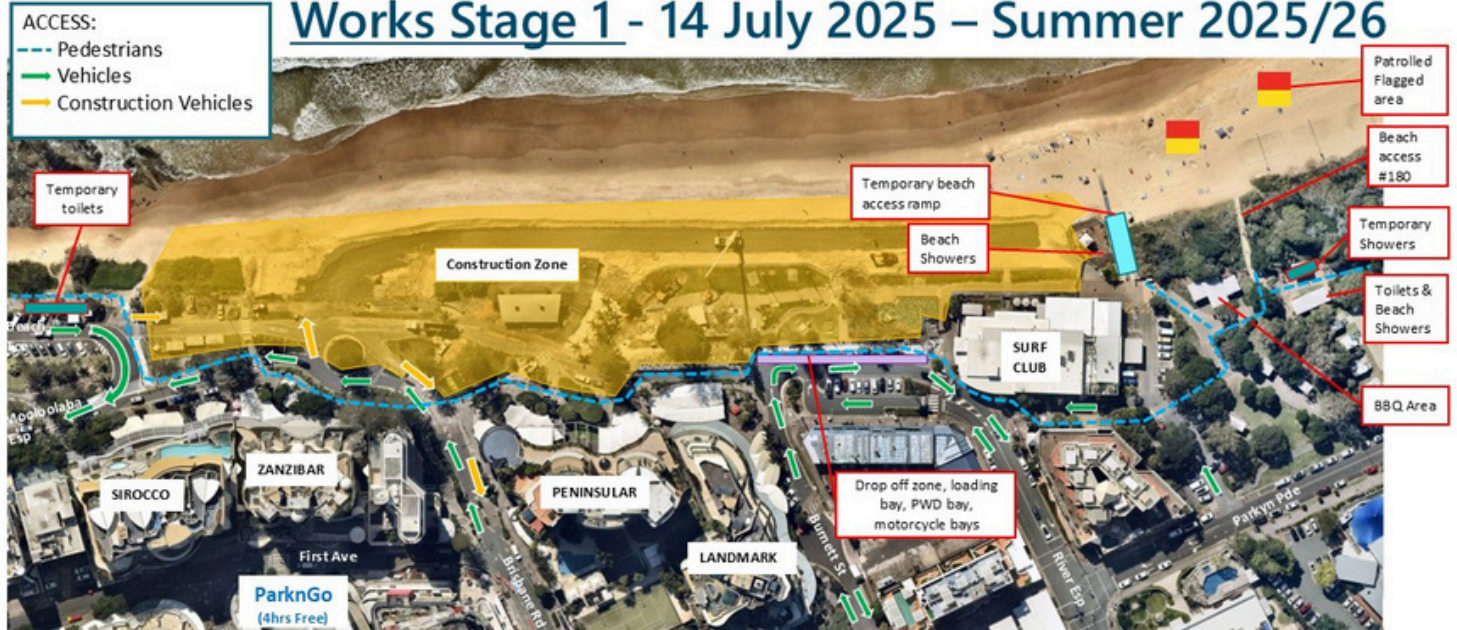 Works Stage 1 - 14 July 2025 – Summer 2025/26
ACCESS:
Pedestrians
Vehicles
Construction Vehicles
Patrolled
Flagged
area
Beach
access
#180
Temporary
toilets
Temporary beach
access ramp
Beach
Showers
Temporary
Showers
Construction Zone
Toilets &
Beach
Showers
Beach
SURF
CLUB
BBQ Area
Mooloolaba
Esp
ZANZIBAR
SIROCCO
PENINSULAR
Drop off zone, loading
bay, PWD bay,
motorcycle bays
Parkyn Pde
First Ave
LANDMARK
Burnett St
River Esp
Brisbane Rd
ParknGo
(4hrs Free)